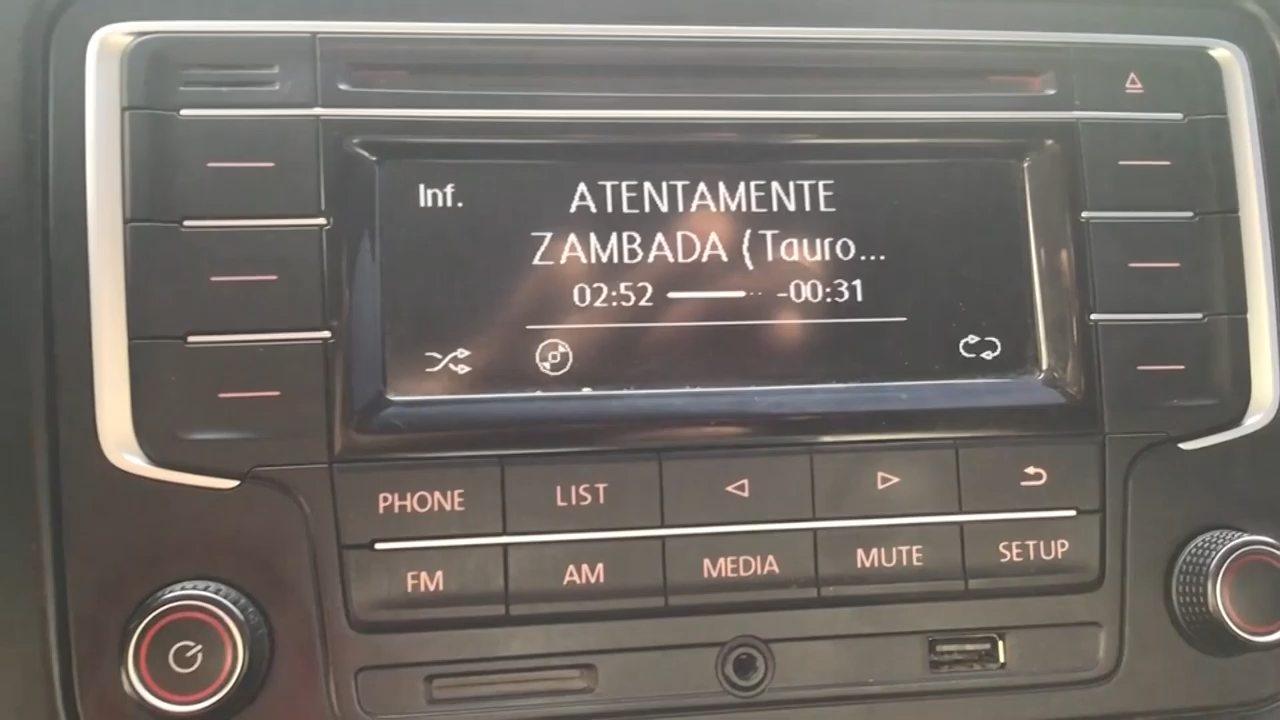 Inf.
ATENTAMENTE
ZAMBADA (Tauro...
02:52
-00:31
PHONE
LIST
FM
AM
MEDIA
MUTE
SETUP